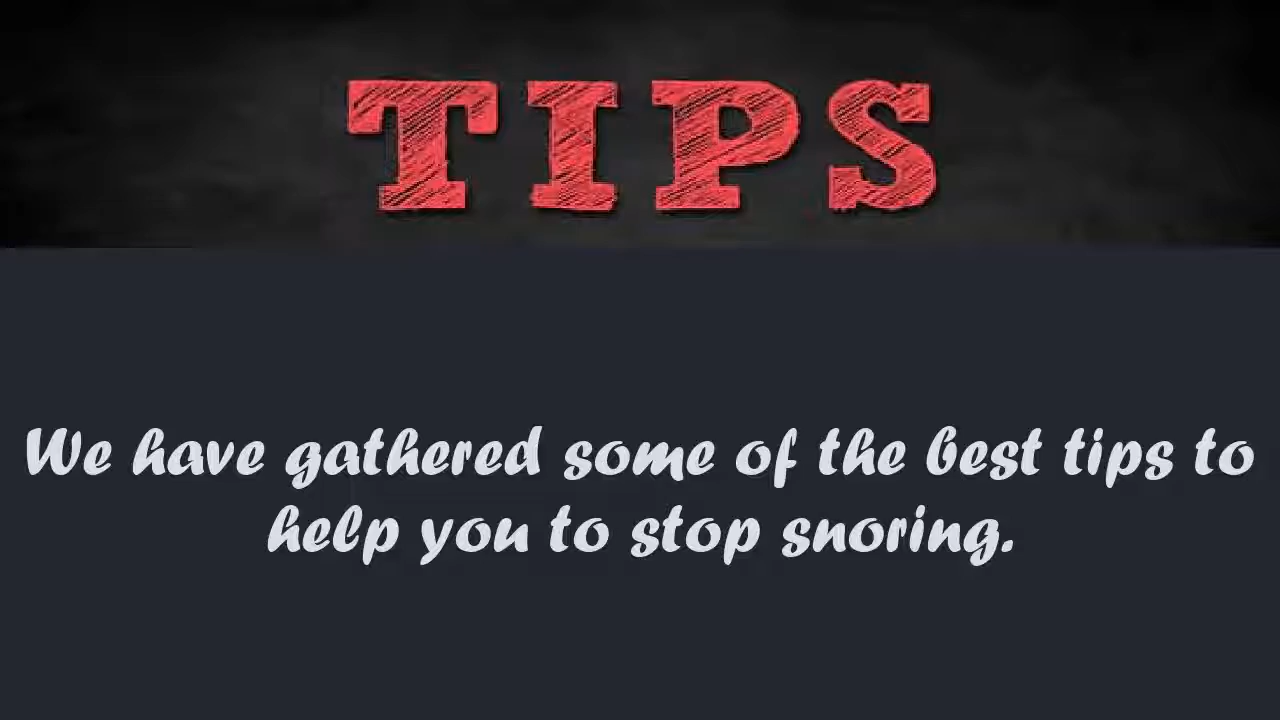 TIPS
We have gathered some of the best tips to
help you to stop snoring.